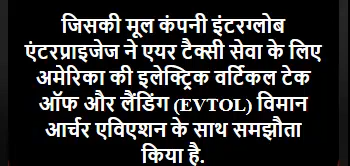 जिसकी मूल कंपनी इंटरग्लोब
एंटरप्राइजेज ने एयर टैक्सी सेवा के लिए
अमेरिका की इलेक्ट्रिक वर्टिकल टेक
ऑफ और लैंडिंग (EVTOL) विमान
आर्चर एविएशन के साथ समझौता
किया है.